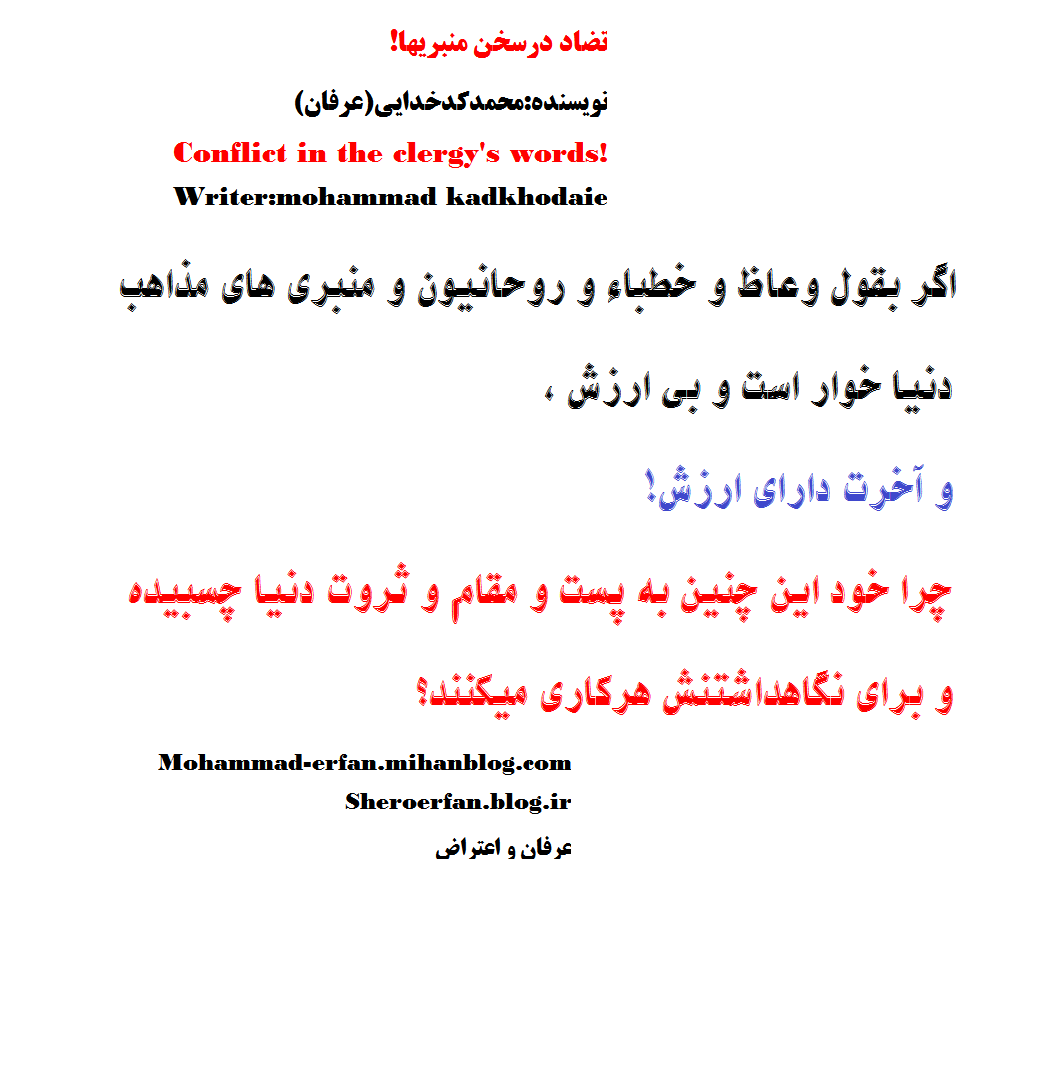 تضاد درسخن منبریها!
نویسنده:محمدکدخدایی(عرفان)
Conflict in the clergy's words!
Writer:mohammad kadkhodaie
اگر بقول وعاظ و خطباء و روحانیون و منبری های مذاهب
دنیا خوار است و بی ارزش ،
و آخرت دارای ارزش!
چرا خود این چنین به پست و مقام و ثروت دنیا چسبیده
و برای نگاهداشتنش هرکاری میکنند؟
Mohammad-erfan.mihanblog.com
Sheroerfan.blog.ir
عرفان و اعتراض